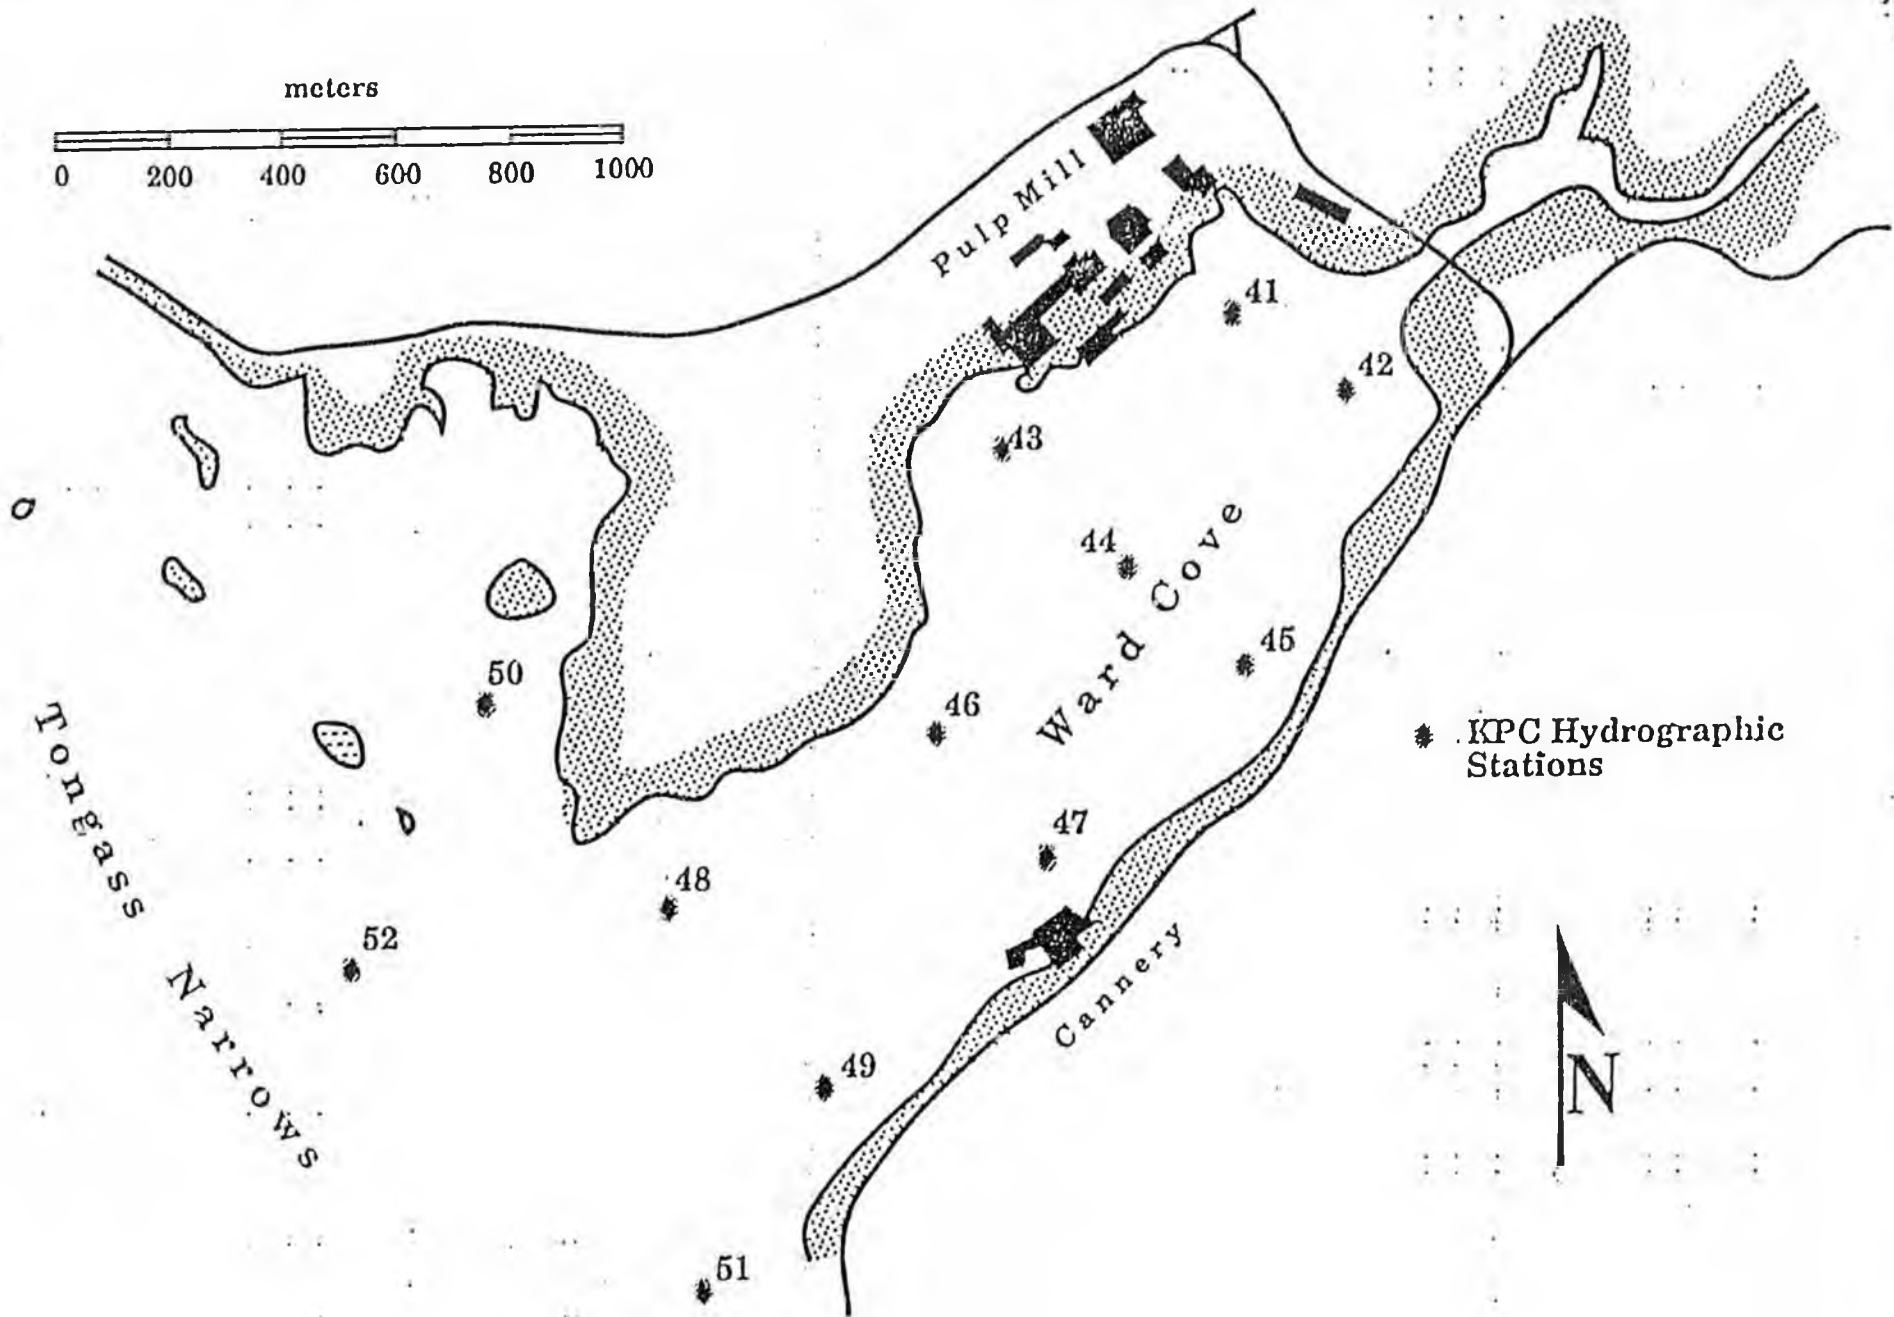 meters
0 200 400 600 800 1000
Pulp Mill
41
42
43
44
Ward Cove
45
50
46
KPC Hydrographic
Stations
Tongass Narrows
47
48
52
Cannery
49
N
51